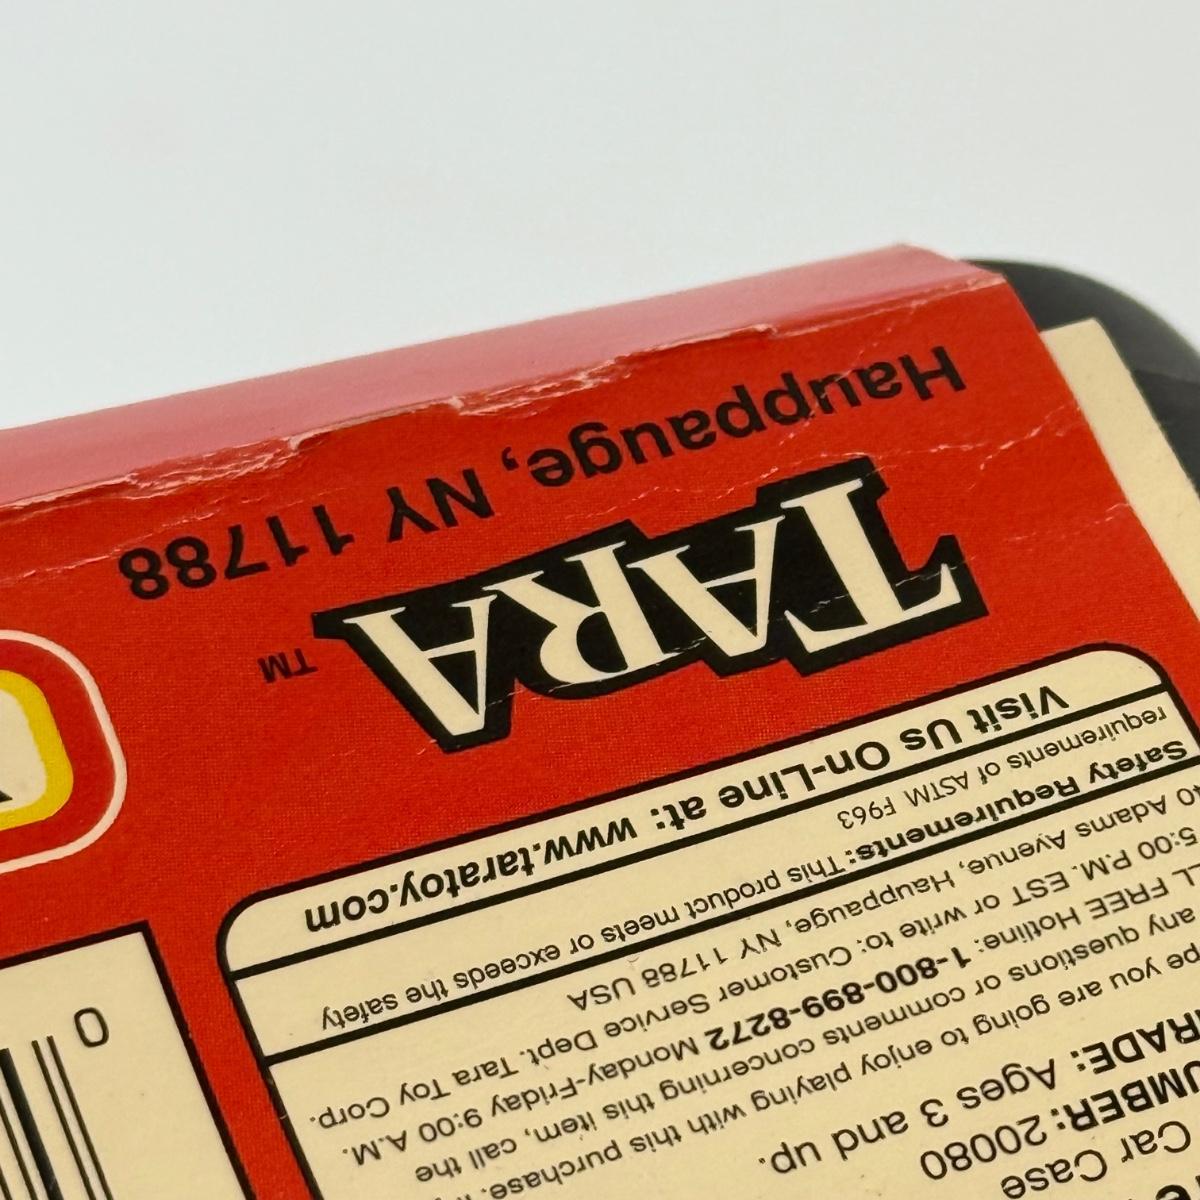 Car Case
UMBER: 20080
RADE: Ages 3 and up.
pe you are going to enjoy playing with this purchase. If
any questions or comments concerning this item, call the
LL FREE Hotline: 1-800-899-8272 Monday-Friday 9:00 A.M.
5:00 P.M. EST or write to: Customer Service Dept. Tara Toy Corp.
40 Adams Avenue, Hauppauge, NY 11788 USA
Safety Requirements: This product meets or exceeds the safety
requirements of ASTM F963
Visit Us On-Line at: www.taratoy.com
TARA™
Hauppauge, NY 11788
0